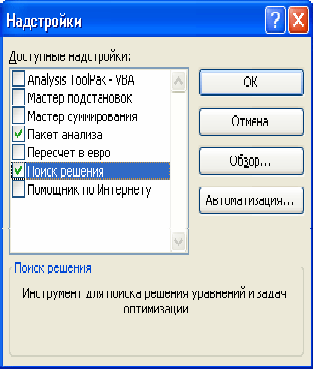 Надстройки
Доступные надстройки:
Analysis ToolPak - VBA
Мастер подстановок
Мастер суммирования
Пакет анализа
Пересчет в евро
Поиск решения
Помощник по Интернету
ОК
Отмена
Обзор...
Автоматизация...
Поиск решения
Инструмент для поиска решения уравнений и задач
оптимизации